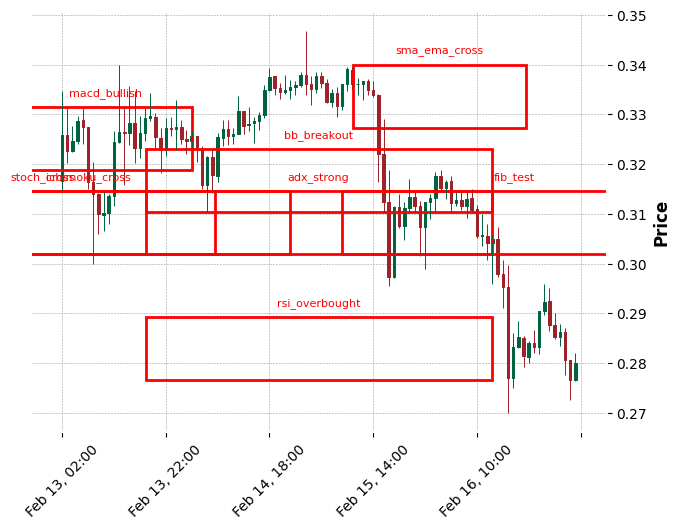 0.35
sma_ema_cross
0.34
macd_bullish
0.33
bb_breakout
0.32
adx_strong
fib_test
0.31
Price
0.30
rsi_overbought
0.29
0.28
0.27
Feb 13, 02:00
Feb 13, 22:00
Feb 14, 18:00
Feb 15, 14:00
Feb 16, 10:00